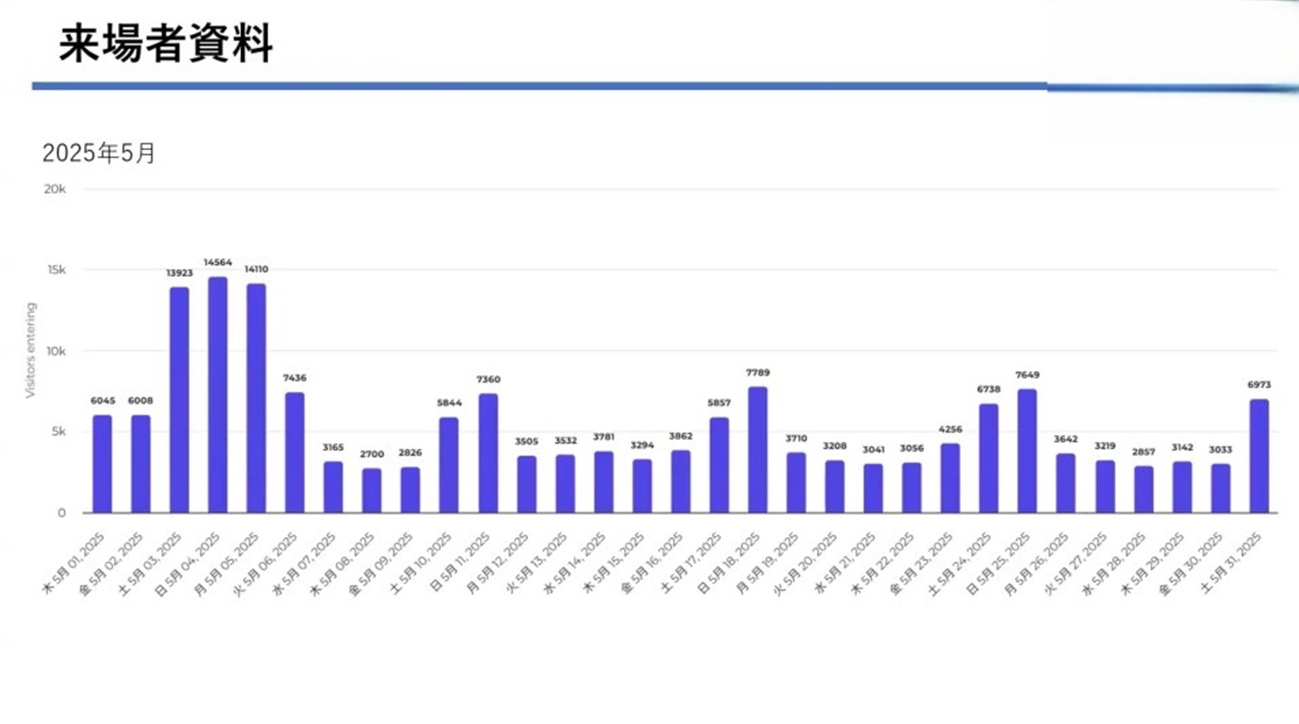 来場者資料
2025年5月
20k
15k
10k
5k
0
Visitors entering
6045
6008
13923
14564
14110
7436
3165
2700
2826
5844
7360
3505
3532
3781
3294
3862
5857
7789
3710
3208
3041
3056
4256
6738
7649
3642
3219
2857
3142
3033
6973
木 5月 01, 2025
金 5月 02, 2025
土 5月 03, 2025
日 5月 04, 2025
月 5月 05, 2025
火 5月 06, 2025
水 5月 07, 2025
木 5月 08, 2025
金 5月 09, 2025
土 5月 10, 2025
日 5月 11, 2025
月 5月 12, 2025
火 5月 13, 2025
水 5月 14, 2025
木 5月 15, 2025
金 5月 16, 2025
土 5月 17, 2025
日 5月 18, 2025
月 5月 19, 2025
火 5月 20, 2025
水 5月 21, 2025
木 5月 22, 2025
金 5月 23, 2025
土 5月 24, 2025
日 5月 25, 2025
月 5月 26, 2025
火 5月 27, 2025
水 5月 28, 2025
木 5月 29, 2025
金 5月 30, 2025
土 5月 31, 2025